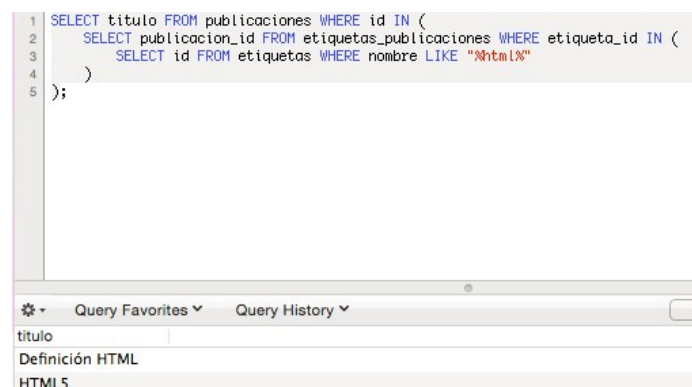 1 SELECT titulo FROM publicaciones WHERE id IN (
2 SELECT publicacion_id FROM etiquetas_publicaciones WHERE etiqueta_id IN (
3 SELECT id FROM etiquetas WHERE nombre LIKE "%html%"
4 )
5 );
Query Favorites Query History
titulo
Definición HTML
HTML5